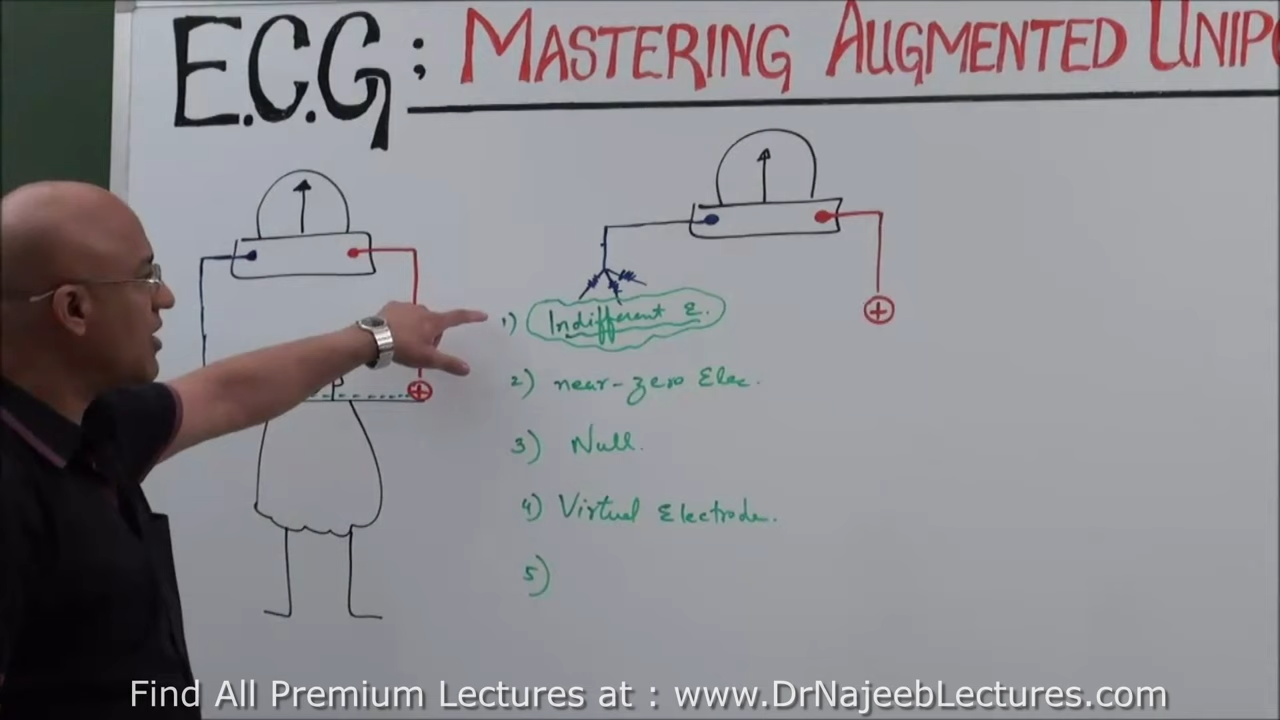 E.C.G: MASTERING AUGMENTED UNIP
1) Indifferent E.
2) near-zero Elec.
3) Null.
4) Virtual Electrode.
5)
Find All Premium Lectures at : www.DrNajeebLectures.com